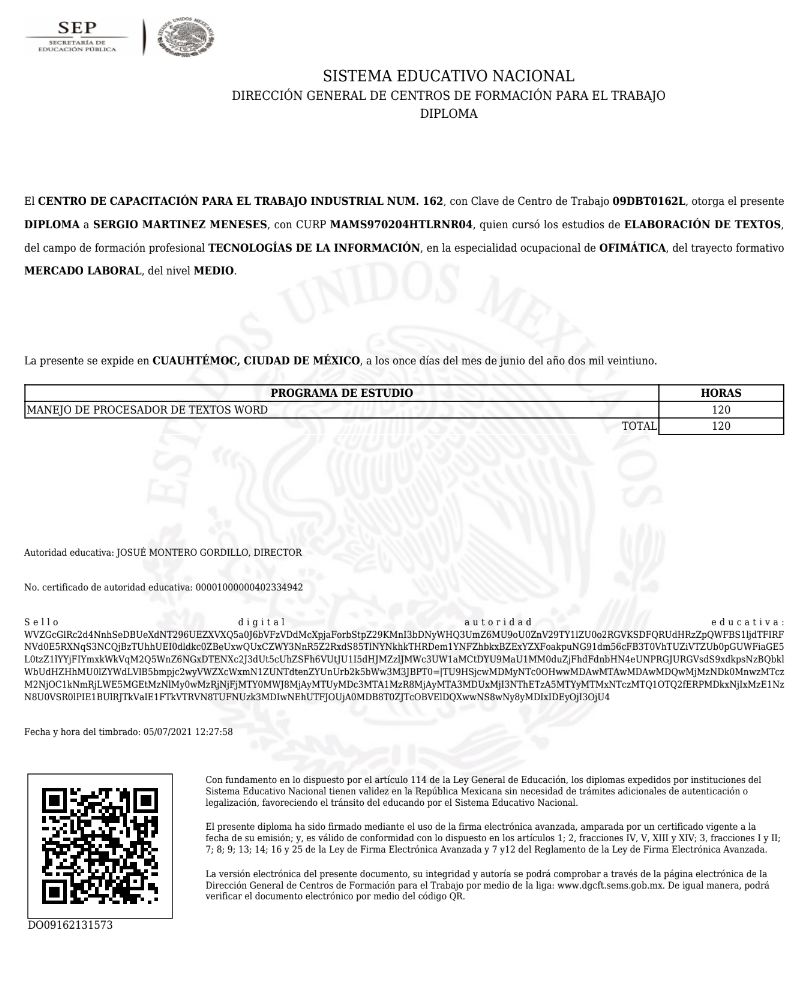 SEP
SECRETARÍA DE
EDUCACIÓN PÚBLICA
SISTEMA EDUCATIVO NACIONAL
DIRECCIÓN GENERAL DE CENTROS DE FORMACIÓN PARA EL TRABAJO
DIPLOMA
El CENTRO DE CAPACITACIÓN PARA EL TRABAJO INDUSTRIAL NUM. 162, con Clave de Centro de Trabajo 09DBT0162L, otorga el presente
DIPLOMA a SERGIO MARTINEZ MENESES, con CURP MAMS970204HTLRNR04, quien cursó los estudios de ELABORACIÓN DE TEXTOS,
del campo de formación profesional TECNOLOGÍAS DE LA INFORMACIÓN, en la especialidad ocupacional de OFIMÁTICA, del trayecto formativo
MERCADO LABORAL, del nivel MEDIO.
ESTADOS UNIDOS MEXICANOS
La presente se expide en CUAUHTÉMOC, CIUDAD DE MÉXICO, a los once días del mes de junio del año dos mil veintiuno.
PROGRAMA DE ESTUDIO HORAS
MANEJO DE PROCESADOR DE TEXTOS WORD 120
TOTAL 120
Autoridad educativa: JOSUÉ MONTERO GORDILLO, DIRECTOR
No. certificado de autoridad educativa: 00001000000402334942
Sello digital autoridad educativa:
Fecha y hora del timbrado: 05/07/2021 12:27:58
Con fundamento en lo dispuesto por el artículo 114 de la Ley General de Educación, los diplomas expedidos por instituciones del
Sistema Educativo Nacional tienen validez en la República Mexicana sin necesidad de trámites adicionales de autenticación o
legalización, favoreciendo el tránsito del educando por el Sistema Educativo Nacional.
El presente diploma ha sido firmado mediante el uso de la firma electrónica avanzada, amparada por un certificado vigente a la
fecha de su emisión; y, es válido de conformidad con lo dispuesto en los artículos 1; 2, fracciones IV, V, XIII y XIV; 3, fracciones I y II;
7; 8; 9; 13; 14; 16 y 25 de la Ley de Firma Electrónica Avanzada y 7 y12 del Reglamento de la Ley de Firma Electrónica Avanzada.
La versión electrónica del presente documento, su integridad y autoría se podrá comprobar a través de la página electrónica de la
Dirección General de Centros de Formación para el Trabajo por medio de la liga: www.dgcft.sems.gob.mx. De igual manera, podrá
verificar el documento electrónico por medio del código QR.
DO09162131573